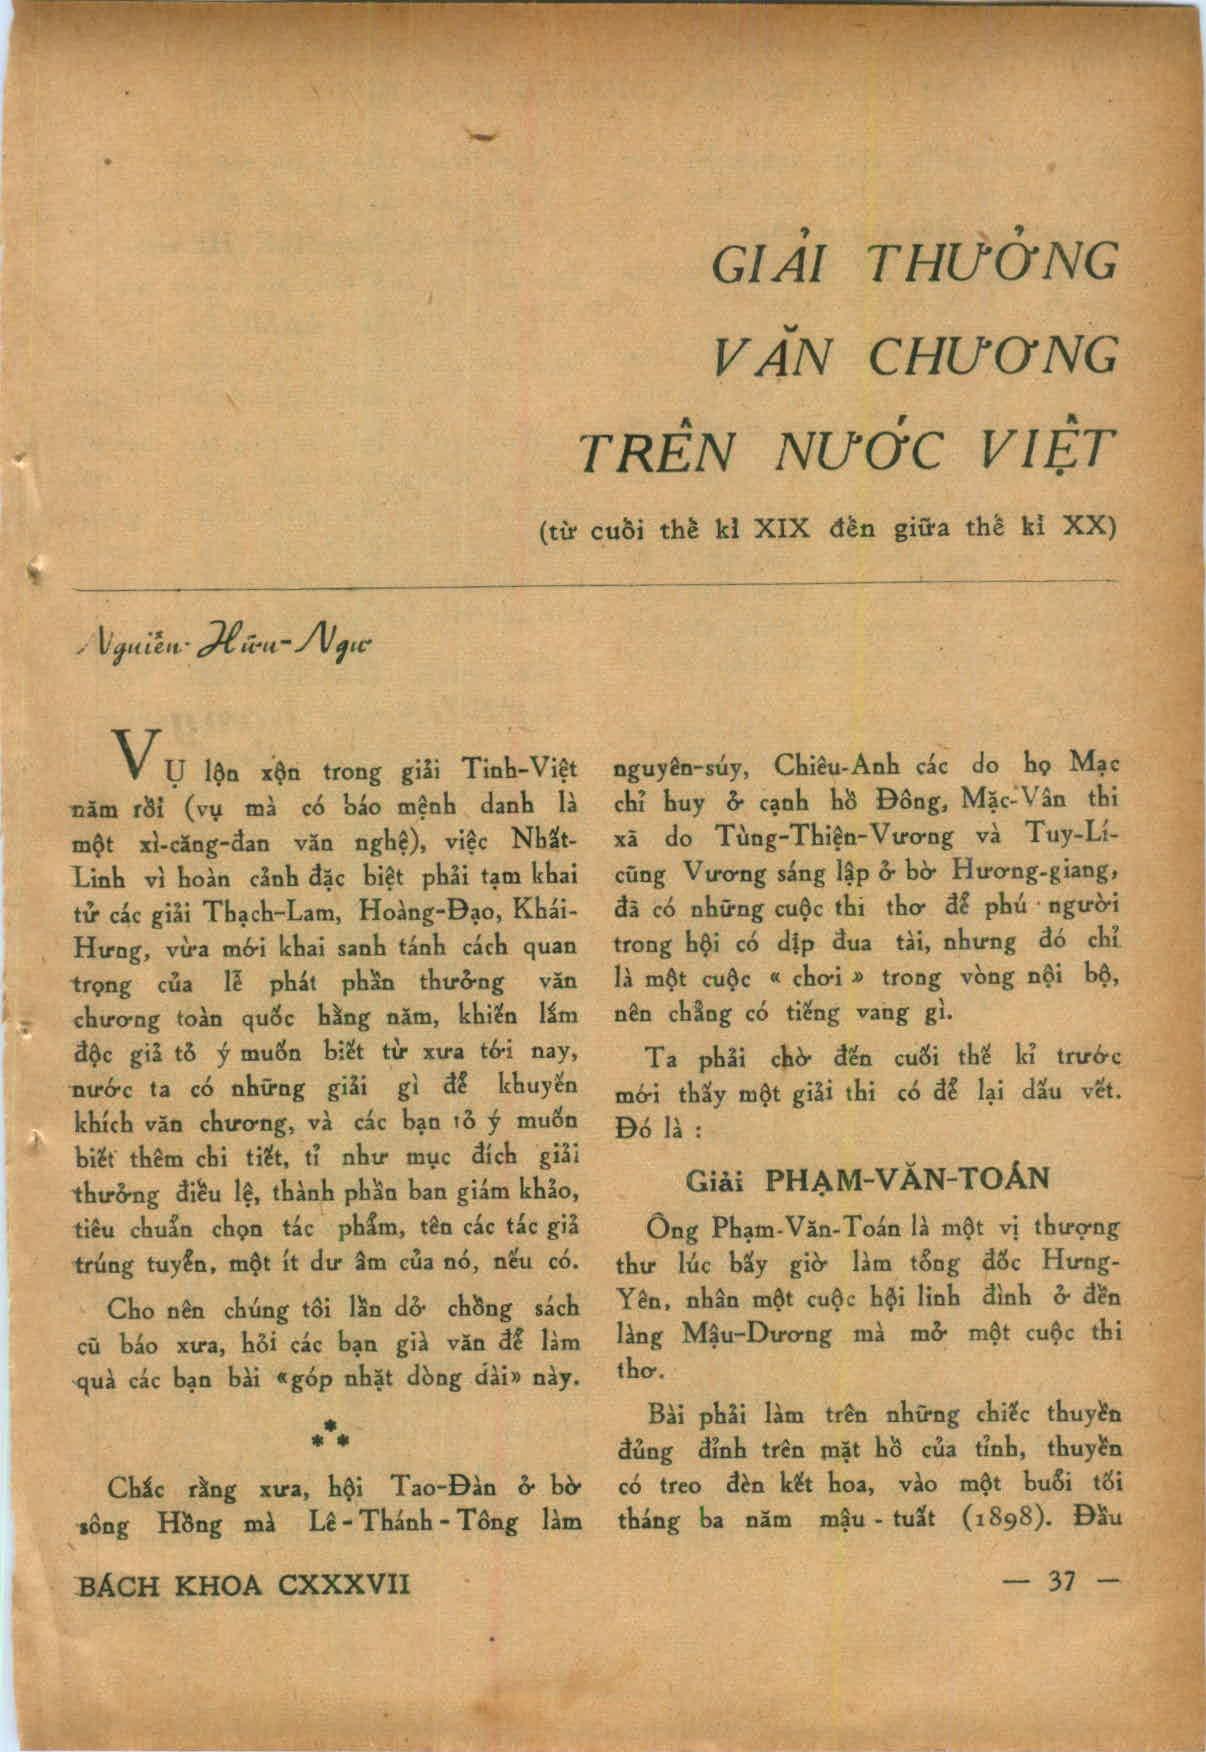 GIẢI THƯỞNG
VĂN CHƯƠNG
TRÊN NƯỚC VIỆT
(từ cuối thế kỉ XIX đến giữa thế kỉ XX)
Nguiễn-Hữu-Ngư
VỤ lộn xộn trong giải Tinh-Việt
năm rồi (vụ mà có báo mệnh danh là
một xì-căng-đan văn nghệ), việc Nhất-
Linh vì hoàn cảnh đặc biệt phải tạm khai
tử các giải Thạch-Lam, Hoàng-Đạo, Khái-
Hưng, vừa mới khai sanh tánh cách quan
trọng của lễ phát phần thưởng văn
chương toàn quốc hằng năm, khiến lắm
độc giả tỏ ý muốn biết từ xưa tới nay,
nước ta có những giải gì để khuyến
khích văn chương, và các bạn tỏ ý muốn
biết thêm chi tiết, tỉ như mục đích giải
thưởng điều lệ, thành phần ban giám khảo,
tiêu chuẩn chọn tác phẩm, tên các tác giả
trúng tuyển, một ít dư âm của nó, nếu có.
Cho nên chúng tôi lần dở chồng sách
cũ báo xưa, hỏi các bạn già văn để làm
quà các bạn bài «góp nhặt dòng dài» này.
* * *
Chắc rằng xưa, hội Tao-Đàn ở bờ
sông Hồng mà Lê-Thánh-Tông làm
nguyên-súy, Chiêu-Anh các do họ Mạc
chỉ huy ở cạnh hồ Đông, Mặc-Vân thi
xã do Tùng-Thiện-Vương và Tuy-Lí-
cũng Vương sáng lập ở bờ Hương-giang,
đã có những cuộc thi thơ để phú người
trong hội có dịp đua tài, nhưng đó chỉ
là một cuộc « chơi » trong vòng nội bộ,
nên chẳng có tiếng vang gì.
Ta phải chờ đến cuối thế kỉ trước
mới thấy một giải thi có để lại dấu vết.
Đó là :
Giải PHẠM-VĂN-TOÁN
Ông Phạm-Văn-Toán là một vị thượng
thư lúc bấy giờ làm tổng đốc Hưng-
Yên, nhân một cuộc hội linh đình ở đền
làng Mậu-Dương mà mở một cuộc thi
thơ.
Bài phải làm trên những chiếc thuyền
đủng đỉnh trên mặt hồ của tỉnh, thuyền
có treo đèn kết hoa, vào một buổi tối
tháng ba năm mậu-tuất (1898). Đầu
BÁCH KHOA CXXXVII
— 37 —